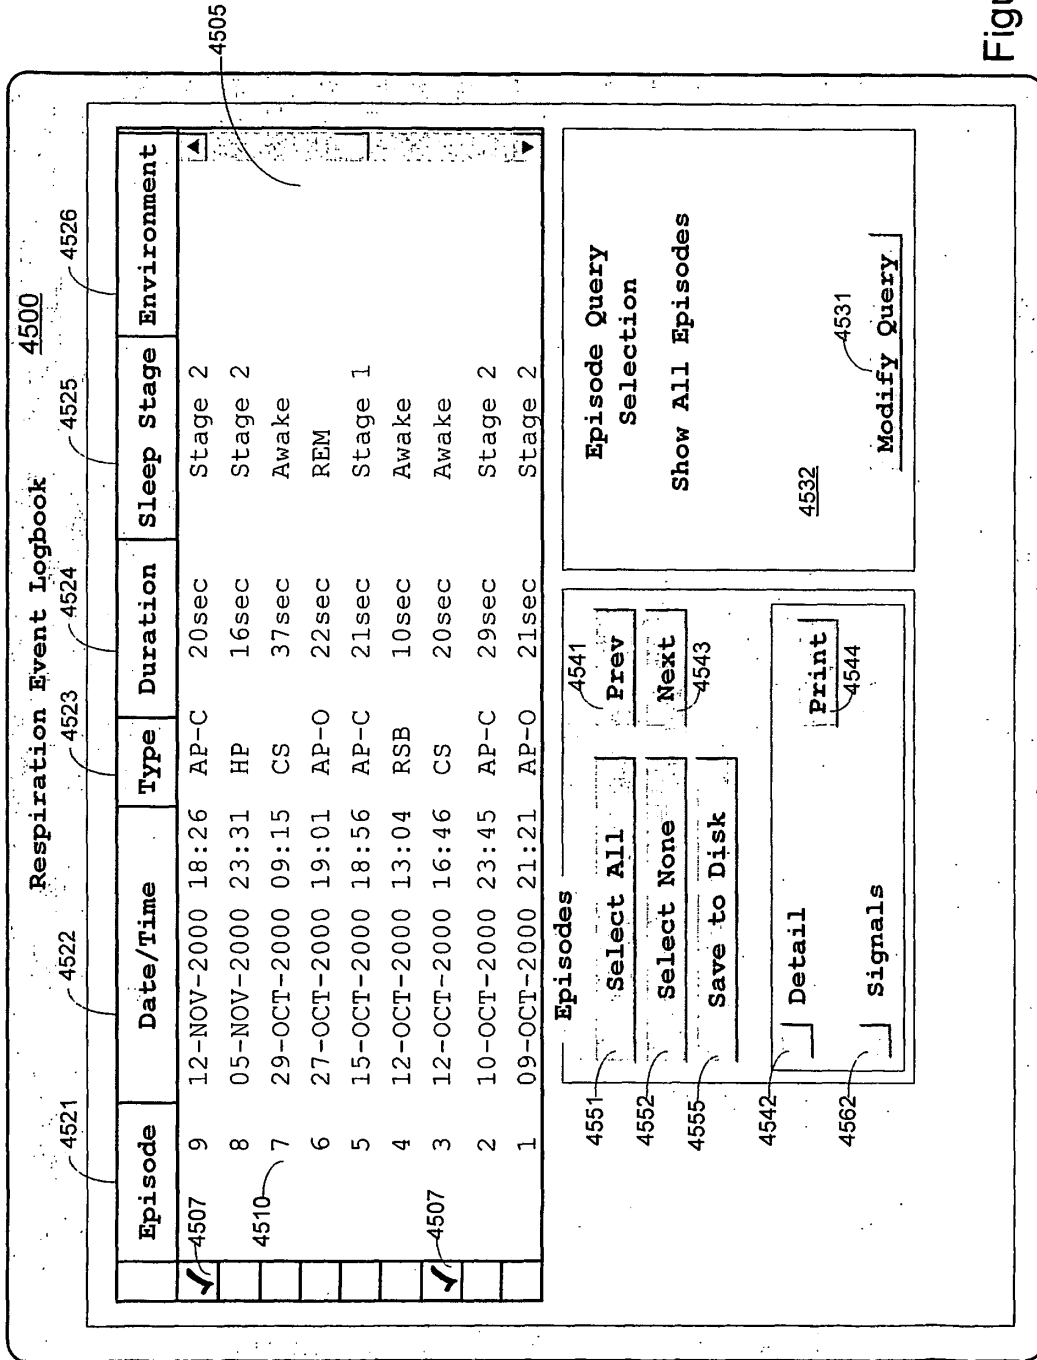 Respiration Event Logbook
4500
4521
4522
4523
4524
4525
4526
Episode Date/Time Type Duration Sleep Stage Environment
4507
9 12-NOV-2000 18:26 AP-C 20sec Stage 2
8 05-NOV-2000 23:31 HP 16sec Stage 2
4510
7 29-OCT-2000 09:15 CS 37sec Awake
6 27-OCT-2000 19:01 AP-O 22sec REM
5 15-OCT-2000 18:56 AP-C 21sec Stage 1
4 12-OCT-2000 13:04 RSB 10sec Awake
4507
3 12-OCT-2000 16:46 CS 20sec Awake
2 10-OCT-2000 23:45 AP-C 29sec Stage 2
1 09-OCT-2000 21:21 AP-O 21sec Stage 2
4505
Episodes
4551
Select All
4541
Prev
4552
Select None
Next
4543
4555
Save to Disk
4542
Detail
Print
4544
4562
Signals
Episode Query
Selection
Show All Episodes
4532
4531
Modify Query